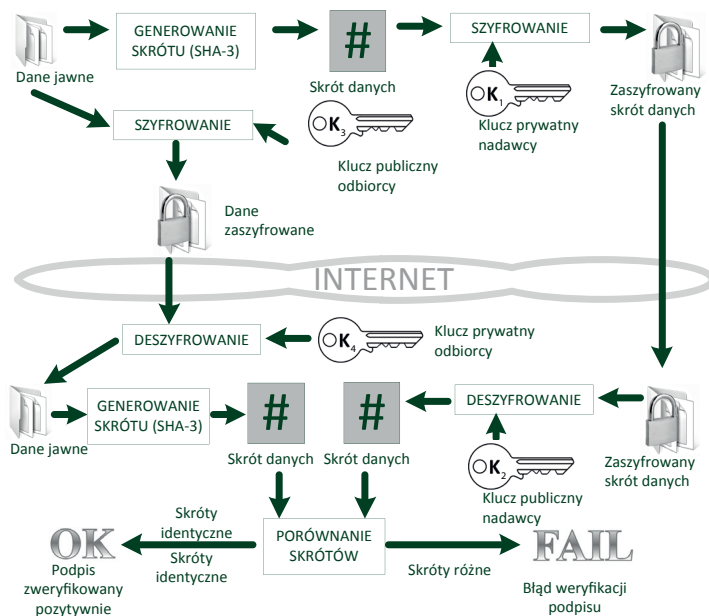 GENEROWANIE
SKRÓTU (SHA-3)
#
SZYFROWANIE
Dane jawne
Skrót danych
K1
Klucz prywatny
nadawcy
Zaszyfrowany
skrót danych
SZYFROWANIE
K3
Klucz publiczny
odbiorcy
Dane
zaszyfrowane
INTERNET
DESZYFROWANIE
K4
Klucz prywatny
odbiorcy
GENEROWANIE
SKRÓTU (SHA-3)
#
#
DESZYFROWANIE
Dane jawne
Skrót danych
Skrót danych
K2
Klucz publiczny
nadawcy
Zaszyfrowany
skrót danych
Skróty
identyczne
OK
Skróty
identyczne
PORÓWNANIE
SKRÓTÓW
Skróty różne
FAIL
Podpis
zweryfikowany
pozytywnie
Błąd weryfikacji
podpisu